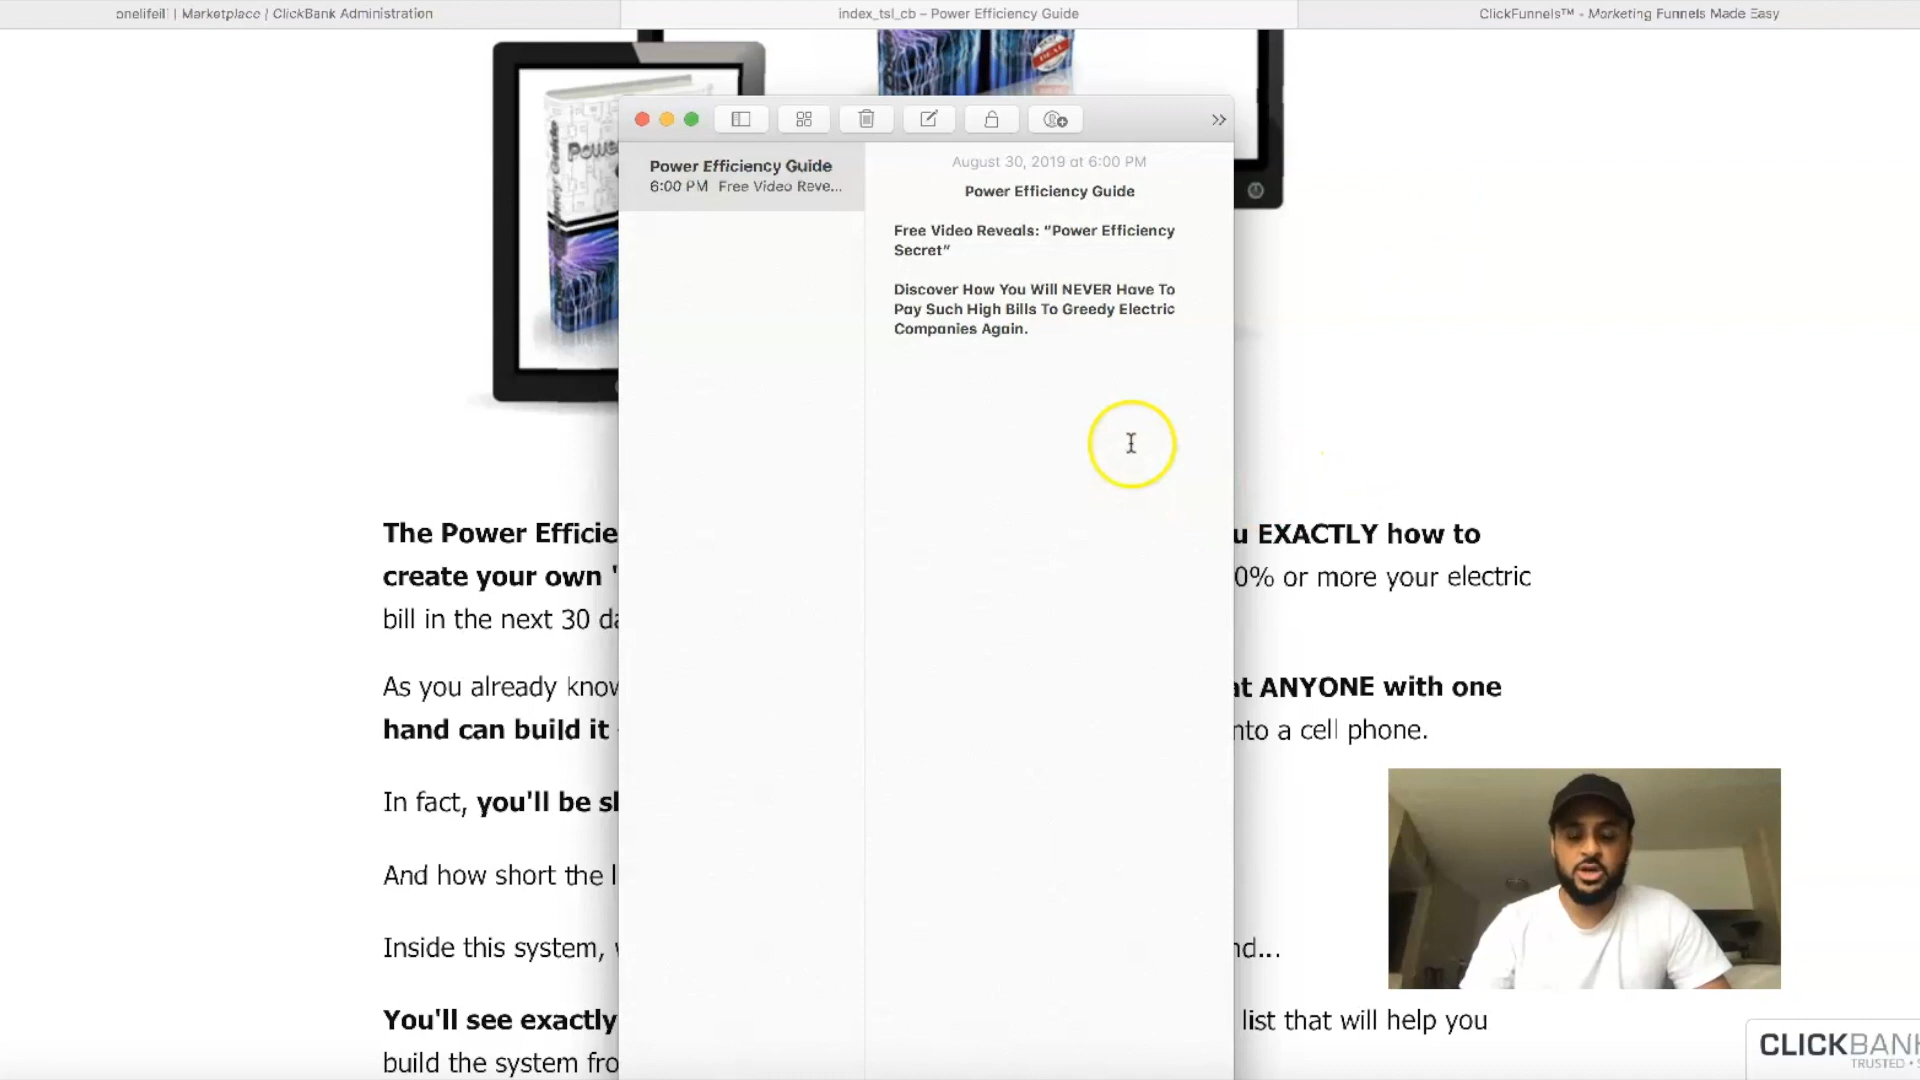 onelifeil | Marketplace | ClickBank Administration
index_tsl_cb – Power Efficiency Guide
ClickFunnels™ - Marketing Funnels Made Easy
Power Efficiency Guide
6:00 PM Free Video Reve...
August 30, 2019 at 6:00 PM
Power Efficiency Guide
Free Video Reveals: “Power Efficiency
Secret”
Discover How You Will NEVER Have To
Pay Such High Bills To Greedy Electric
Companies Again.
The Power Efficie
u EXACTLY how to
create your own "
0% or more your electric
bill in the next 30 da
As you already know
at ANYONE with one
hand can build it
nto a cell phone.
In fact, you'll be sh
And how short the l
Inside this system, w
nd...
You'll see exactly
list that will help you
build the system fro
CLICKBANK
TRUSTED